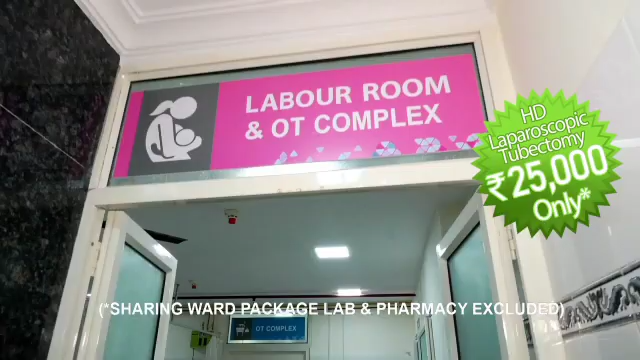 LABOUR ROOM
& OT COMPLEX
HD
Laparoscopic
Tubectomy
₹25,000
Only*
(*SHARING WARD PACKAGE LAB & PHARMACY EXCLUDED)
OT COMPLEX